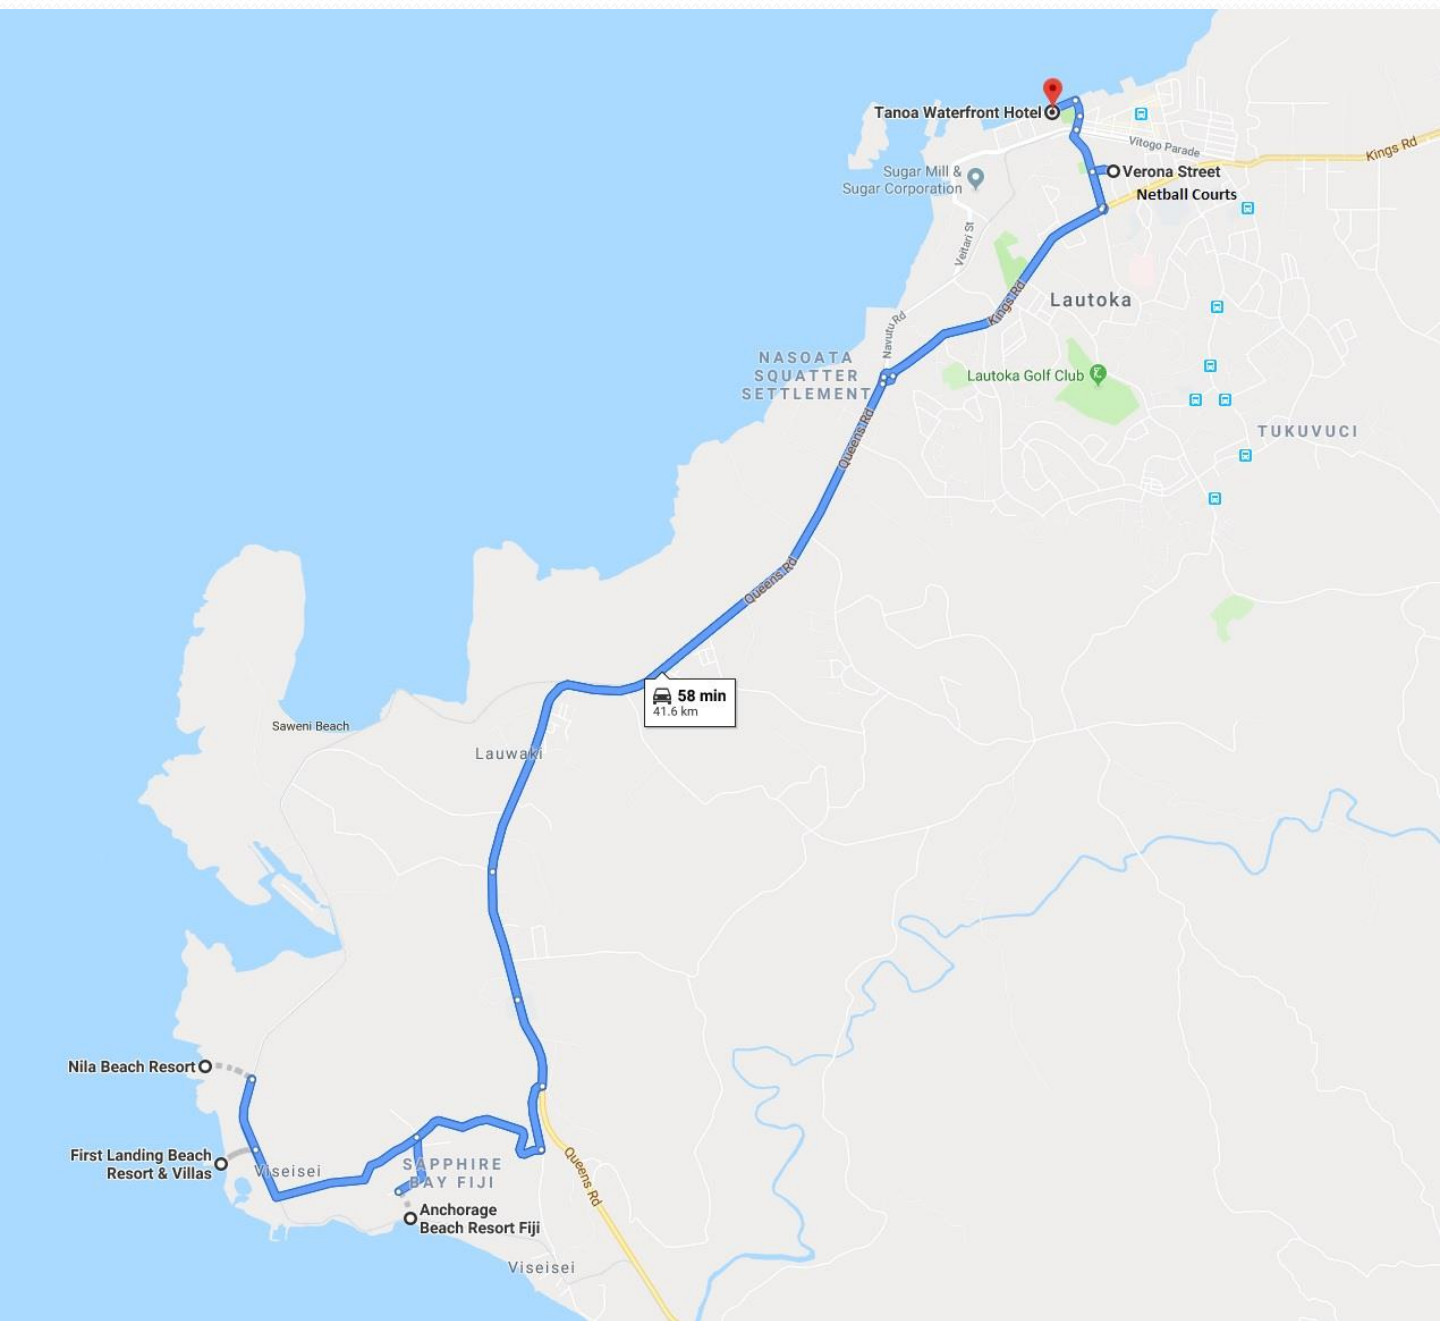 Tanoa Waterfront Hotel
Vitogo Parade
Kings Rd
Sugar Mill &
Sugar Corporation
Verona Street
Netball Courts
Veitari St
Kings Rd
Lautoka
Navutu Rd
NASOATA
SQUATTER
SETTLEMENT
Lautoka Golf Club
TUKUVUCI
Queens Rd
Queens Rd
58 min
41.6 km
Saweni Beach
Lauwaki
Nila Beach Resort
First Landing Beach
Resort & Villas
Viseisei
SAPPHIRE
BAY FIJI
Queens Rd
Anchorage
Beach Resort Fiji
Viseisei